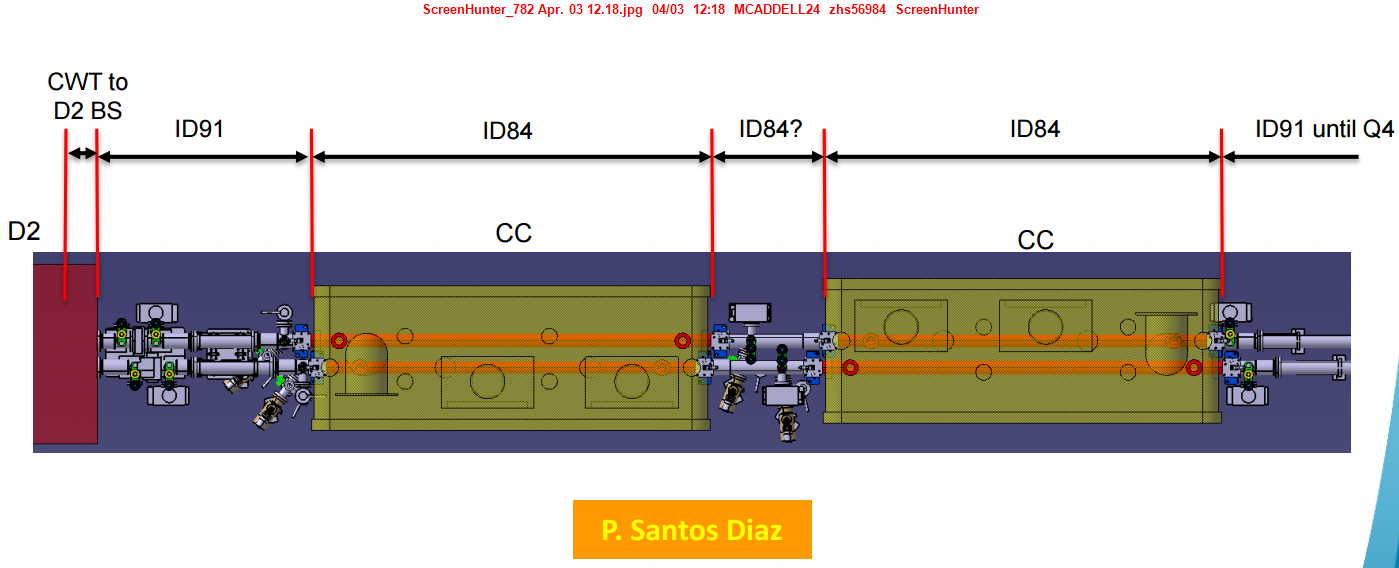 ScreenHunter_782 Apr. 03 12.18.jpg 04/03 12:18 MCADDELL24 zhs56984 ScreenHunter
CWT to
D2 BS
ID91
ID84
ID84?
ID84
ID91 until Q4
D2
CC
CC
P. Santos Diaz